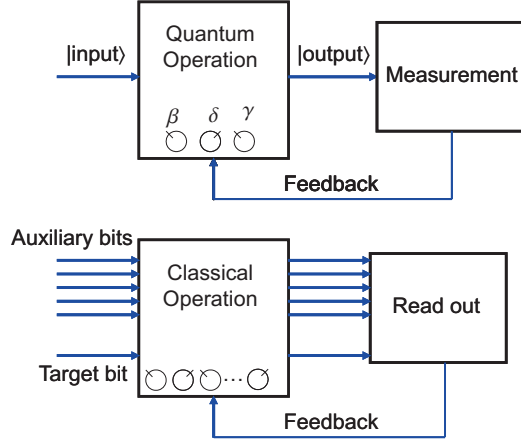 |input⟩
Quantum
Operation
β δ γ
|output⟩
Measurement
Feedback
Auxiliary bits
Target bit
Classical
Operation
...
Read out
Feedback